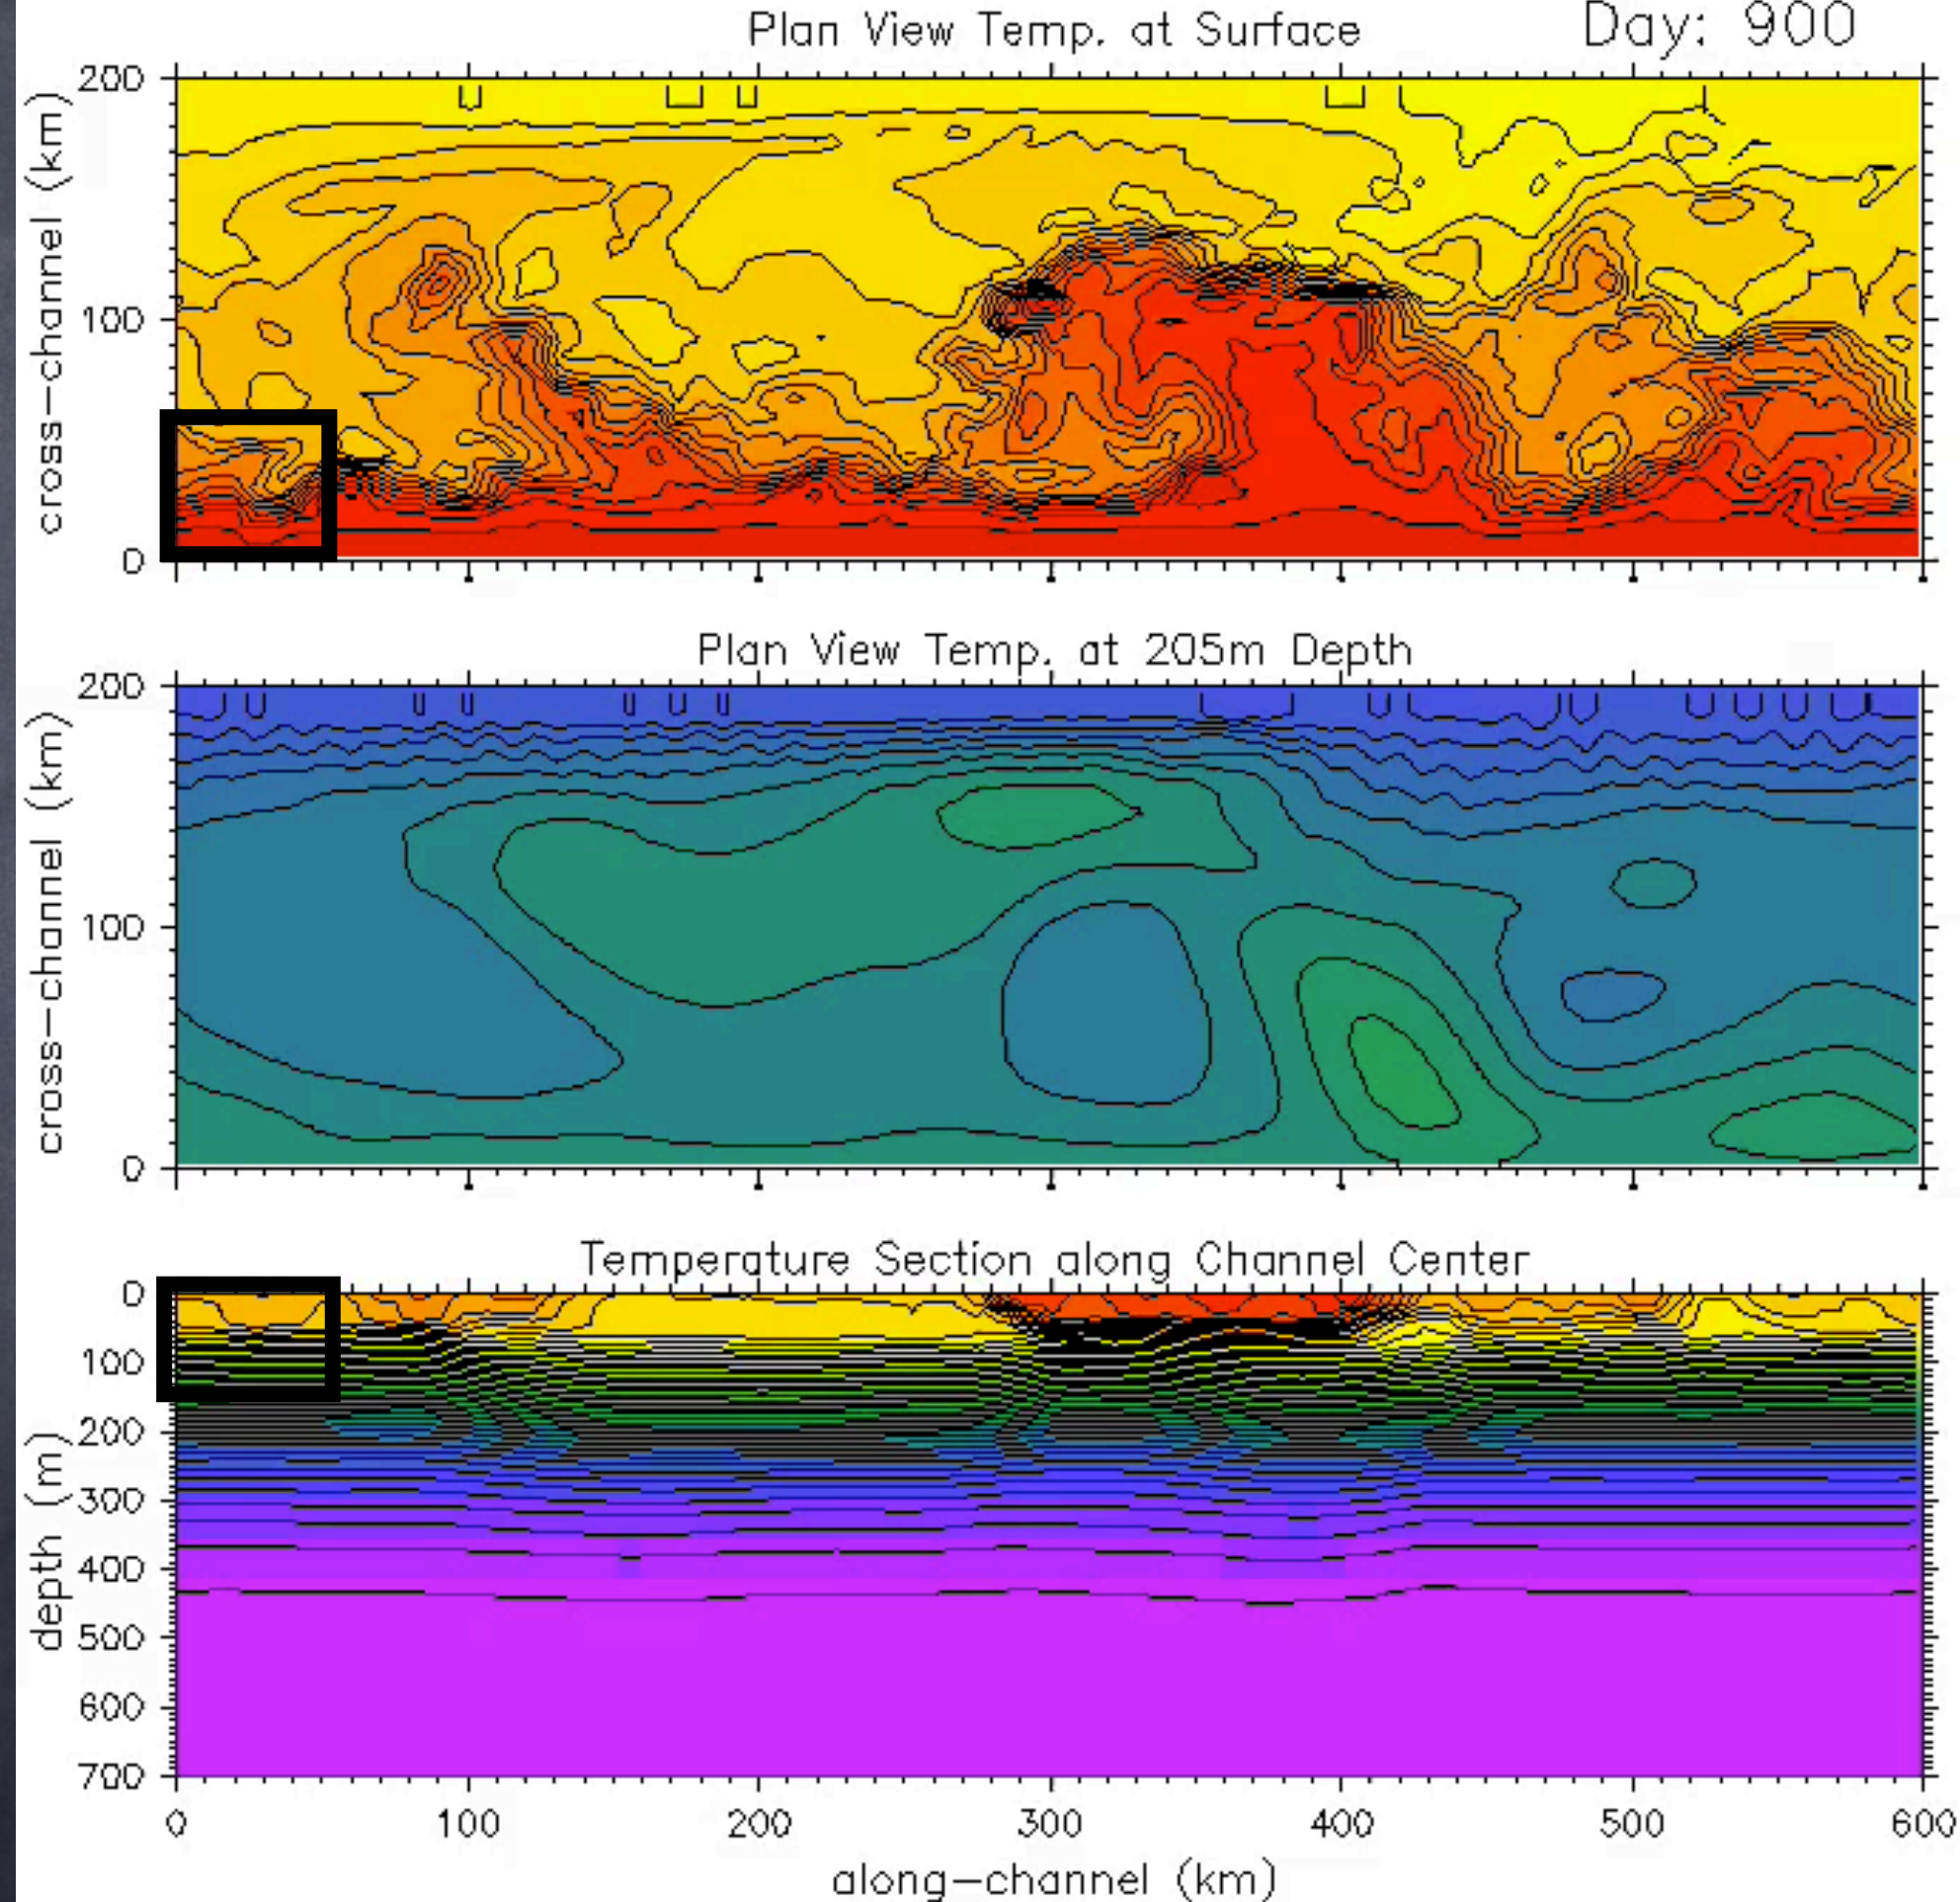 Plan View Temp. at Surface
Day: 900
200
100
0
cross-channel (km)
Plan View Temp. at 205m Depth
200
100
0
cross-channel (km)
Temperature Section along Channel Center
0
100
200
300
400
500
600
700
depth (m)
0 100 200 300 400 500 600
along-channel (km)